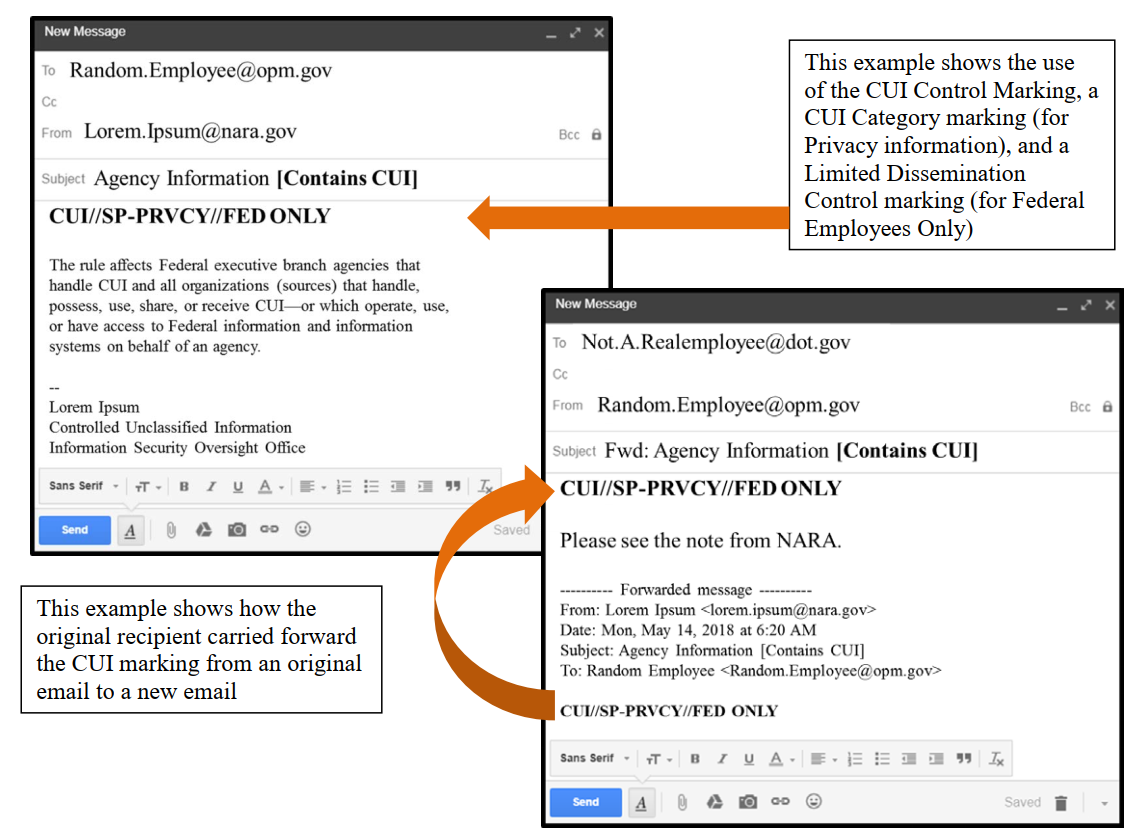 New Message
To Random.Employee@opm.gov
Cc
From Lorem.Ipsum@nara.gov Bcc
Subject Agency Information [Contains CUI]
CUI//SP-PRVCY//FED ONLY
The rule affects Federal executive branch agencies that
handle CUI and all organizations (sources) that handle,
possess, use, share, or receive CUI—or which operate, use,
or have access to Federal information and information
systems on behalf of an agency.
--
Lorem Ipsum
Controlled Unclassified Information
Information Security Oversight Office
Sans Serif
Send
Saved
This example shows the use
of the CUI Control Marking, a
CUI Category marking (for
Privacy information), and a
Limited Dissemination
Control marking (for Federal
Employees Only)
New Message
To Not.A.Realemployee@dot.gov
Cc
From Random.Employee@opm.gov Bcc
Subject Fwd: Agency Information [Contains CUI]
CUI//SP-PRVCY//FED ONLY
Please see the note from NARA.
---------- Forwarded message ----------
From: Lorem Ipsum <lorem.ipsum@nara.gov>
Date: Mon, May 14, 2018 at 6:20 AM
Subject: Agency Information [Contains CUI]
To: Random Employee <Random.Employee@opm.gov>
CUI//SP-PRVCY//FED ONLY
Sans Serif
Send
Saved
This example shows how the
original recipient carried forward
the CUI marking from an original
email to a new email